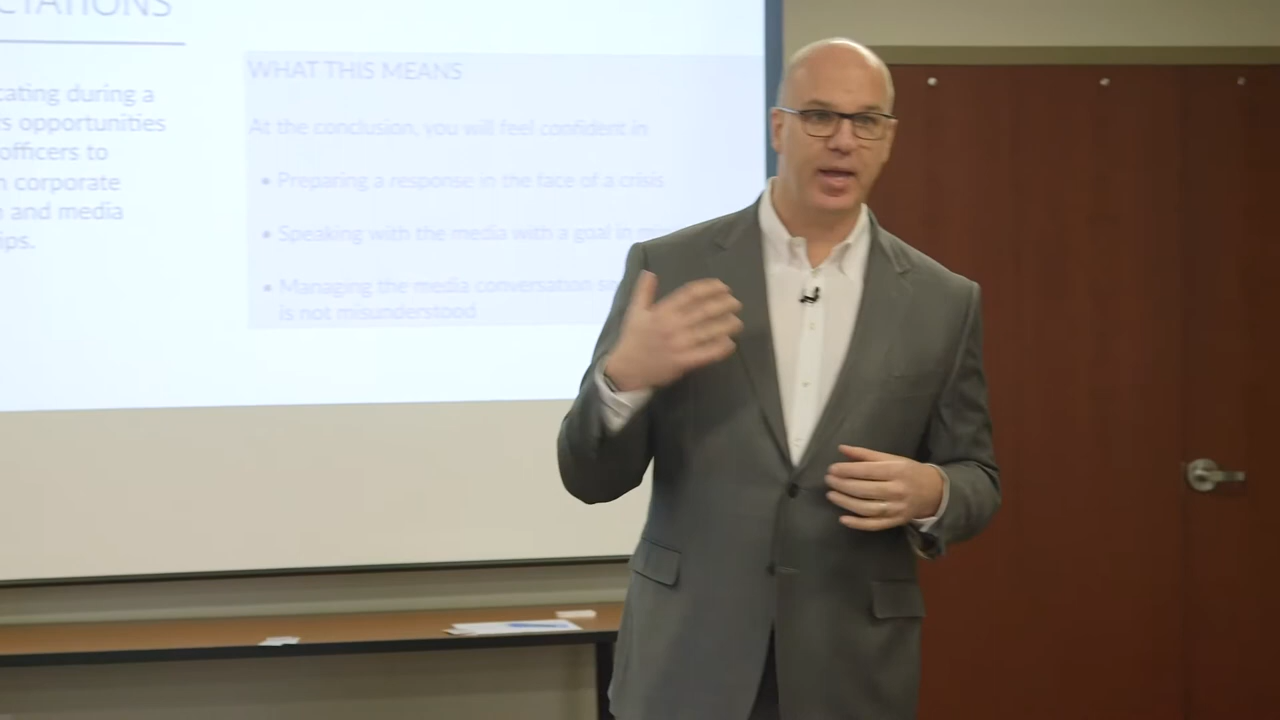 CTATIONS
cating during a
s opportunities
officers to
n corporate
n and media
ips.
WHAT THIS MEANS
At the conclusion, you will feel confident in
• Preparing a response in the face of a crisis
• Speaking with the media with a goal in
• Managing the media conversation
is not misunderstood